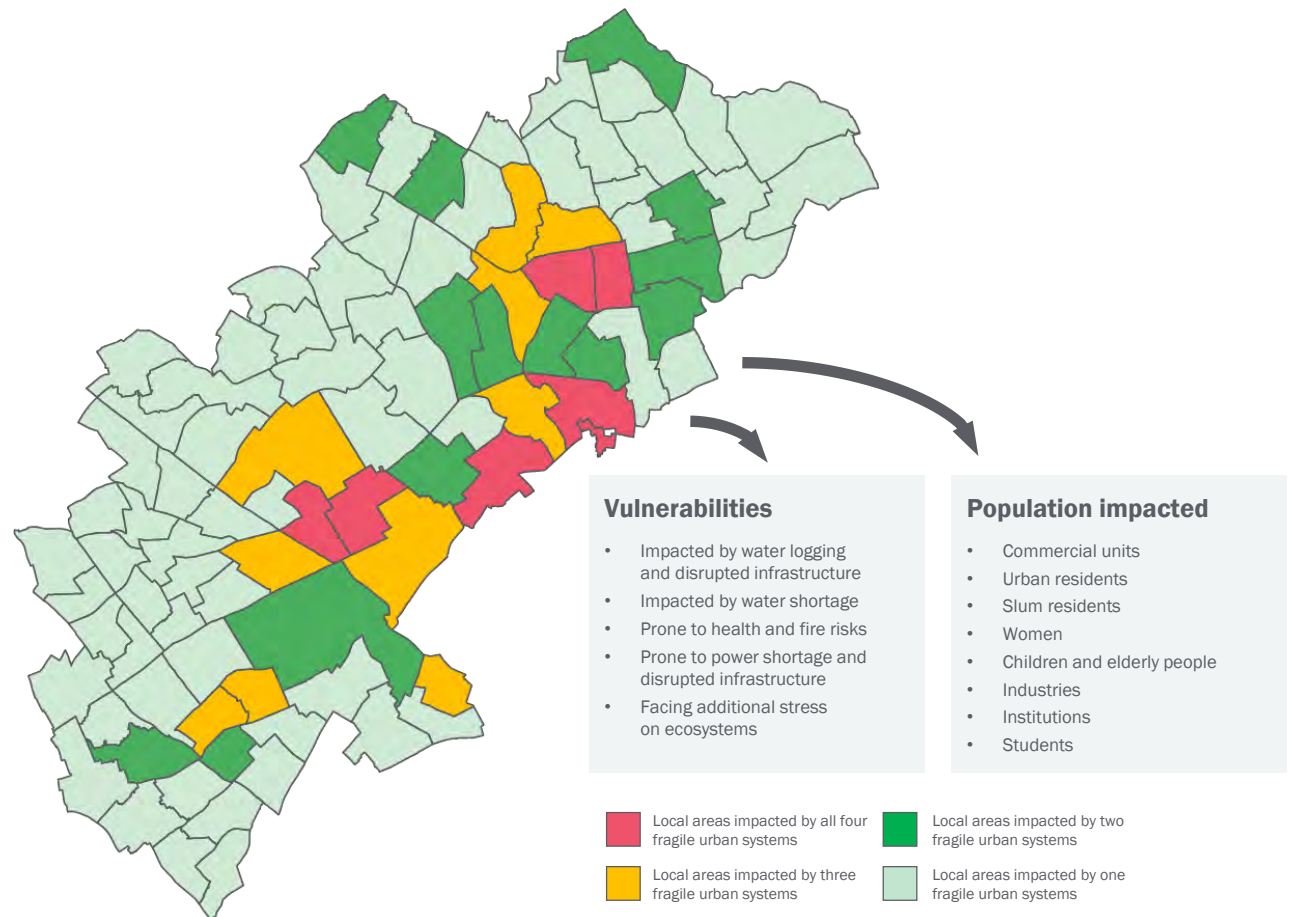 Vulnerabilities
• Impacted by water logging
and disrupted infrastructure
• Impacted by water shortage
• Prone to health and fire risks
• Prone to power shortage and
disrupted infrastructure
• Facing additional stress
on ecosystems
Population impacted
• Commercial units
• Urban residents
• Slum residents
• Women
• Children and elderly people
• Industries
• Institutions
• Students
Local areas impacted by all four
fragile urban systems
Local areas impacted by two
fragile urban systems
Local areas impacted by three
fragile urban systems
Local areas impacted by one
fragile urban systems